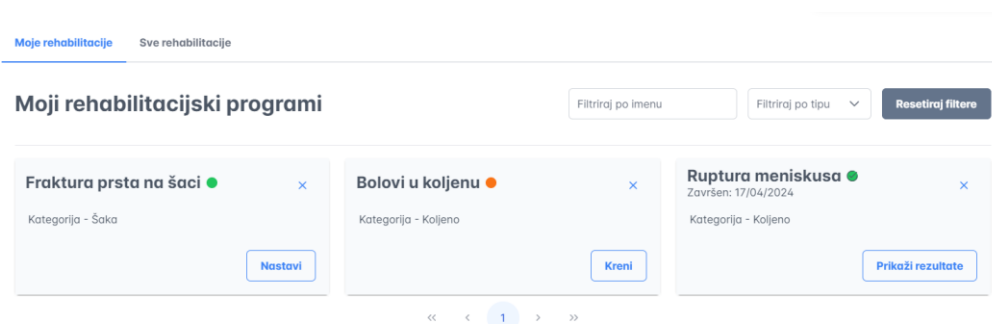 Moje rehabilitacije Sve rehabilitacije
Moji rehabilitacijski programi
Filtriraj po imenu
Filtriraj po tipu
Resetiraj filtere
Fraktura prsta na šaci
Kategorija - Šaka
Nastavi
Bolovi u koljenu
Kategorija - Koljeno
Kreni
Ruptura meniskusa
Završen: 17/04/2024
Kategorija - Koljeno
Prikaži rezultate
« < 1 > »